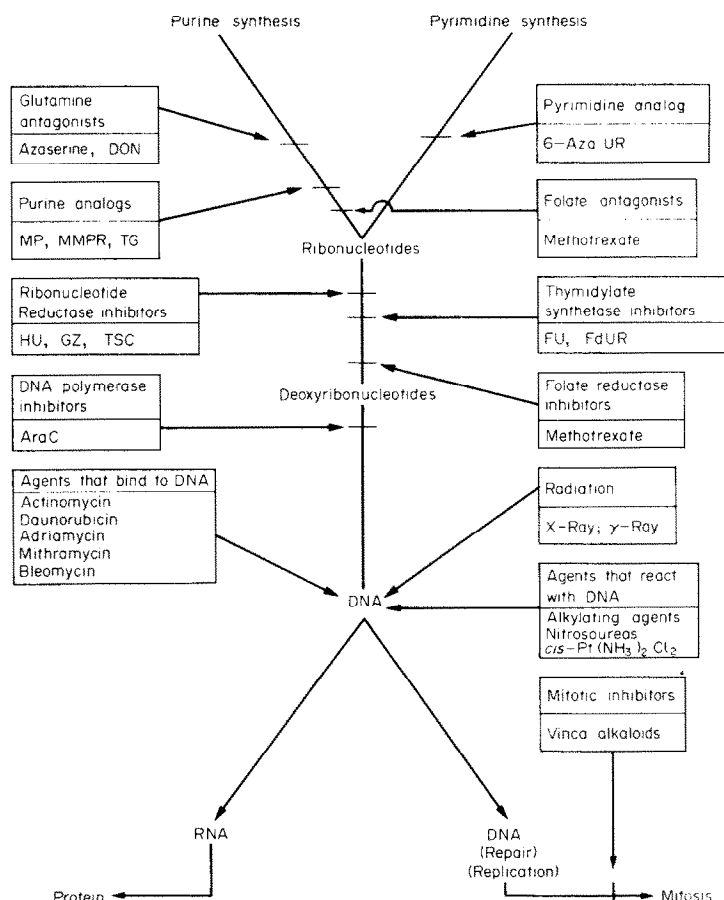 Purine synthesis
Pyrimidine synthesis
Glutamine
antagonists
Azaserine, DON
Pyrimidine analog
6-Aza UR
Purine analogs
MP, MMPR, TG
Folate antagonists
Methotrexate
Ribonucleotides
Ribonucleotide
Reductase inhibitors
HU, GZ, TSC
Thymidylate
synthetase inhibitors
FU, FdUR
DNA polymerase
inhibitors
AraC
Deoxyribonucleotides
Folate reductase
inhibitors
Methotrexate
Agents that bind to DNA
Actinomycin
Daunorubicin
Adriamycin
Mithramycin
Bleomycin
Radiation
X-Ray; γ-Ray
DNA
Agents that react
with DNA
Alkylating agents
Nitrosoureas
cis-Pt(NH₃)₂Cl₂
Mitotic inhibitors
Vinca alkaloids
RNA
DNA
(Repair)
(Replication)
Protein
Mitosis